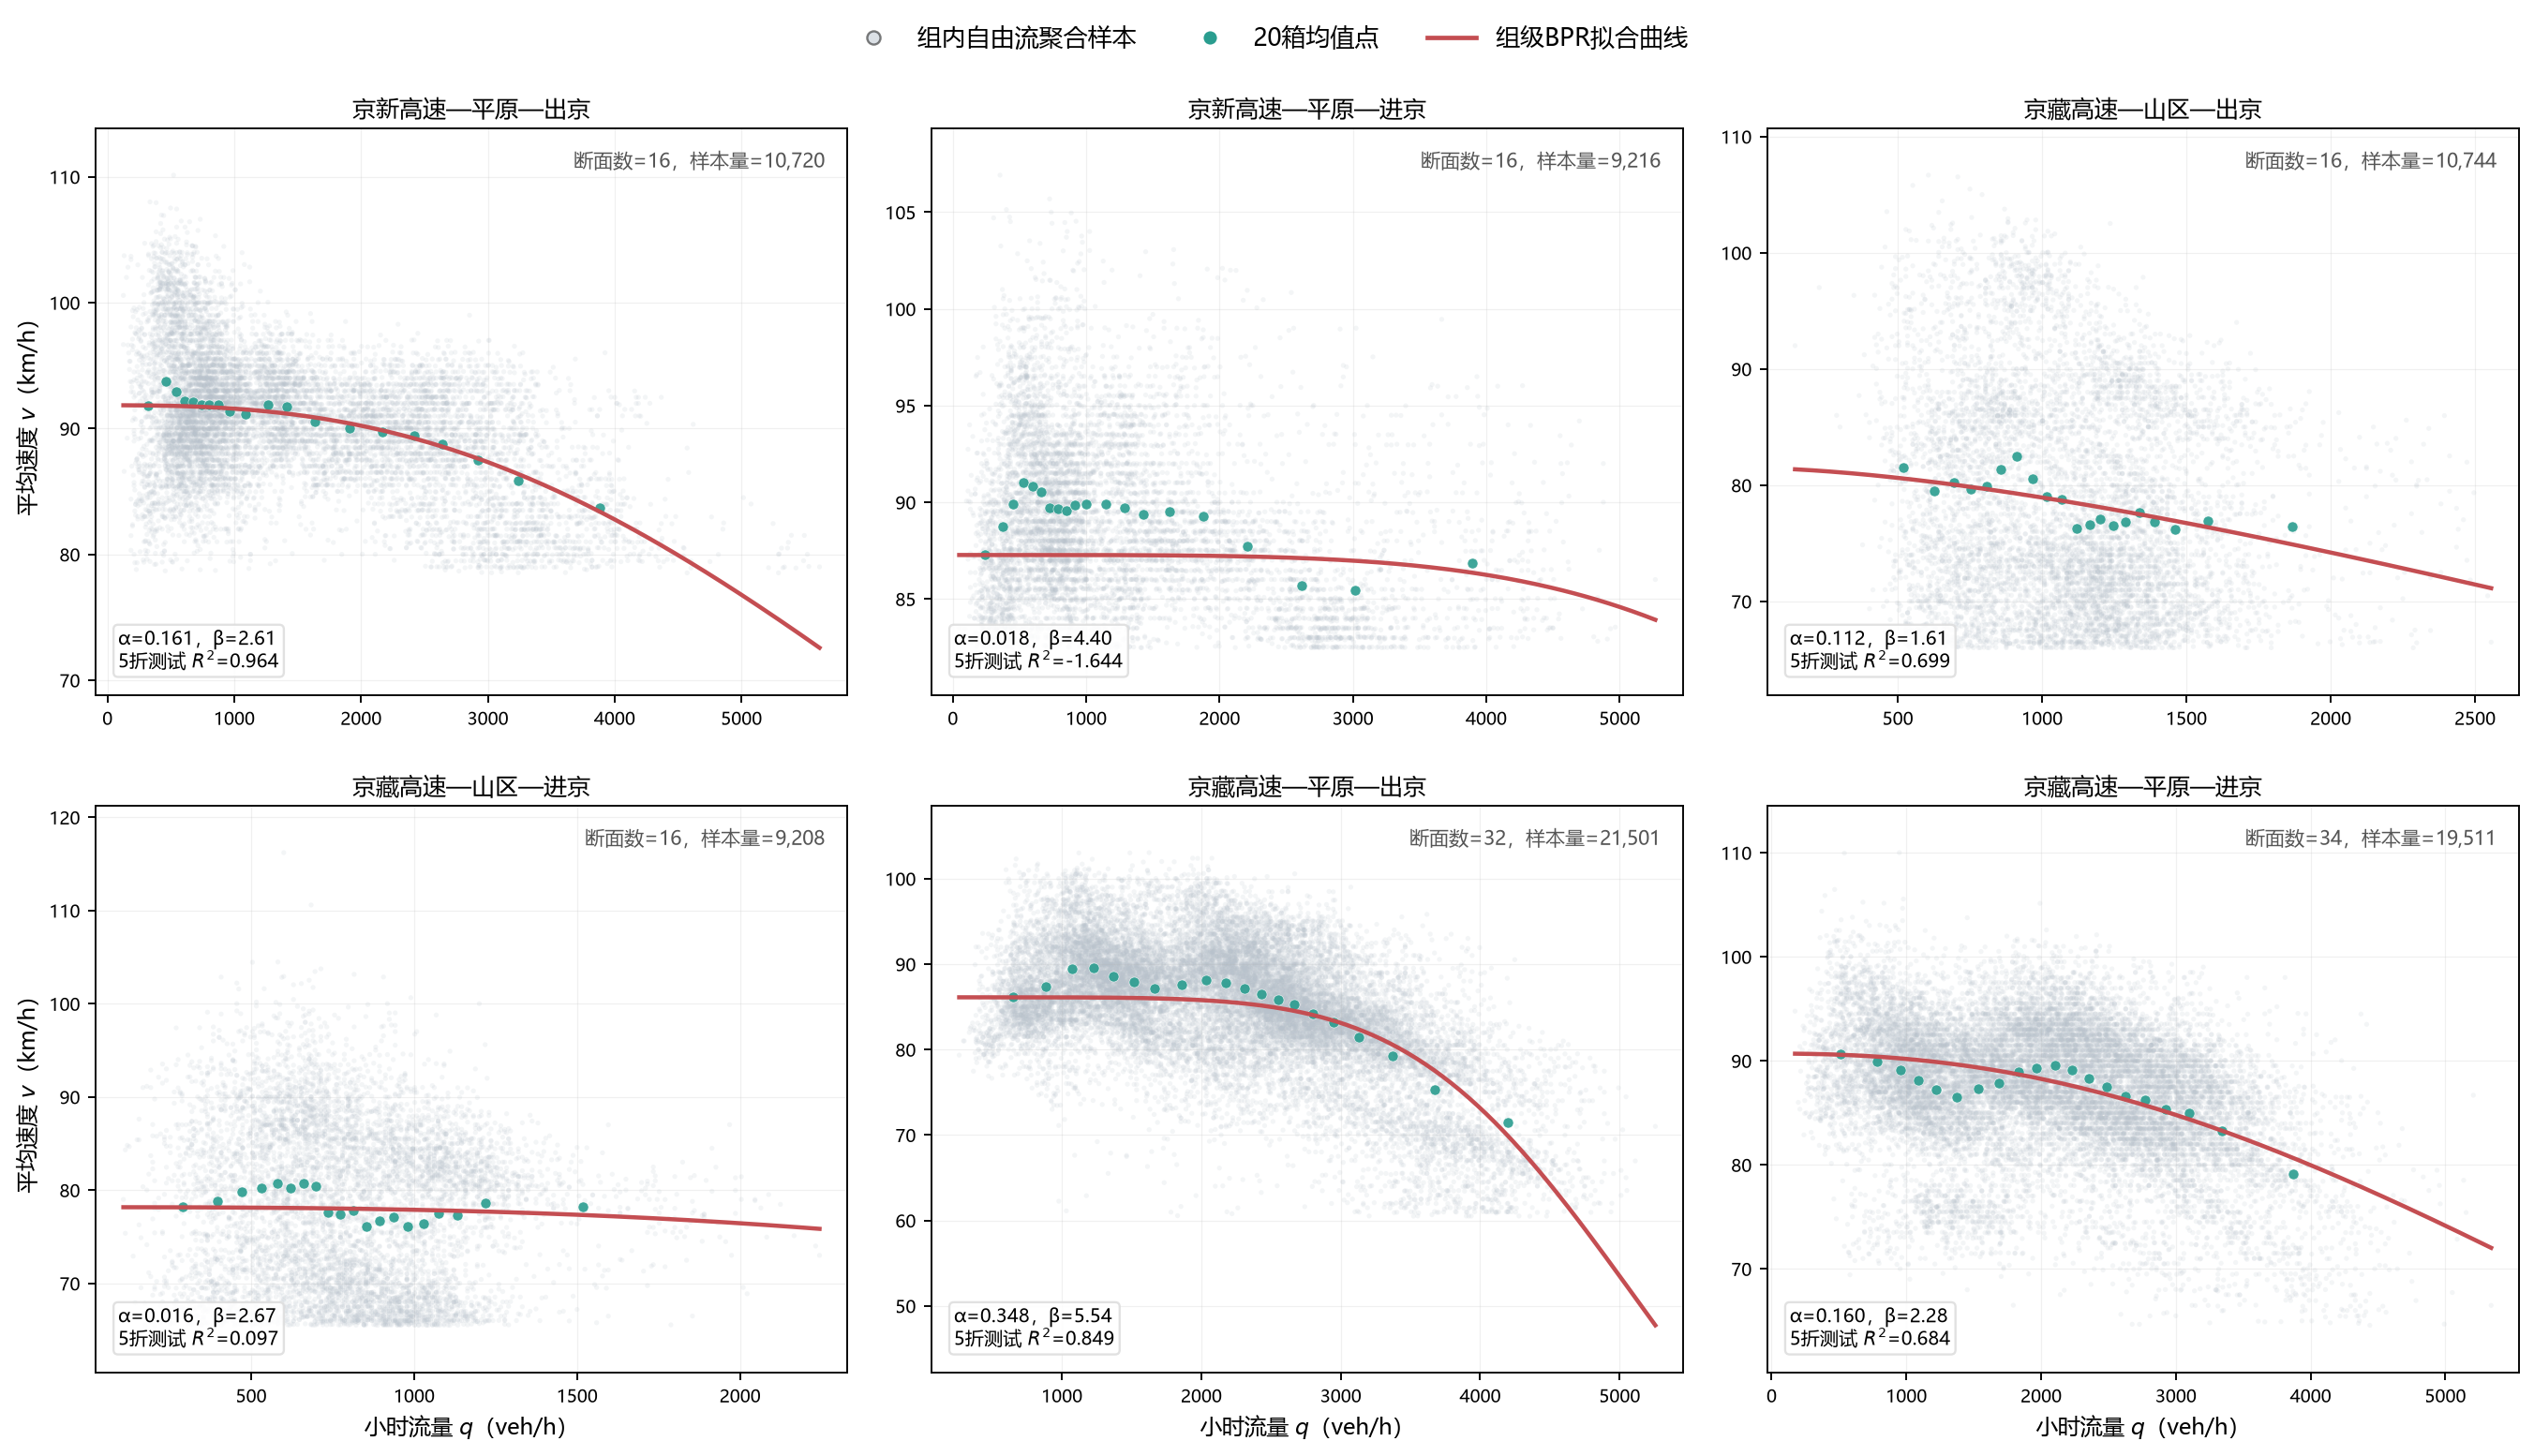 组内自由流聚合样本 20箱均值点 组级BPR拟合曲线
京新高速—平原—出京
断面数=16，样本量=10,720
平均速度 v（km/h）
110
100
90
80
70
α=0.161，β=2.61
5折测试 R²=0.964
0 1000 2000 3000 4000 5000
京新高速—平原—进京
断面数=16，样本量=9,216
105
100
95
90
85
α=0.018，β=4.40
5折测试 R²=-1.644
0 1000 2000 3000 4000 5000
京藏高速—山区—出京
断面数=16，样本量=10,744
110
100
90
80
70
α=0.112，β=1.61
5折测试 R²=0.699
500 1000 1500 2000 2500
京藏高速—山区—进京
断面数=16，样本量=9,208
平均速度 v（km/h）
120
110
100
90
80
70
α=0.016，β=2.67
5折测试 R²=0.097
500 1000 1500 2000
小时流量 q（veh/h）
京藏高速—平原—出京
断面数=32，样本量=21,501
100
90
80
70
60
50
α=0.348，β=5.54
5折测试 R²=0.849
1000 2000 3000 4000 5000
小时流量 q（veh/h）
京藏高速—平原—进京
断面数=34，样本量=19,511
110
100
90
80
70
α=0.160，β=2.28
5折测试 R²=0.684
0 1000 2000 3000 4000 5000
小时流量 q（veh/h）